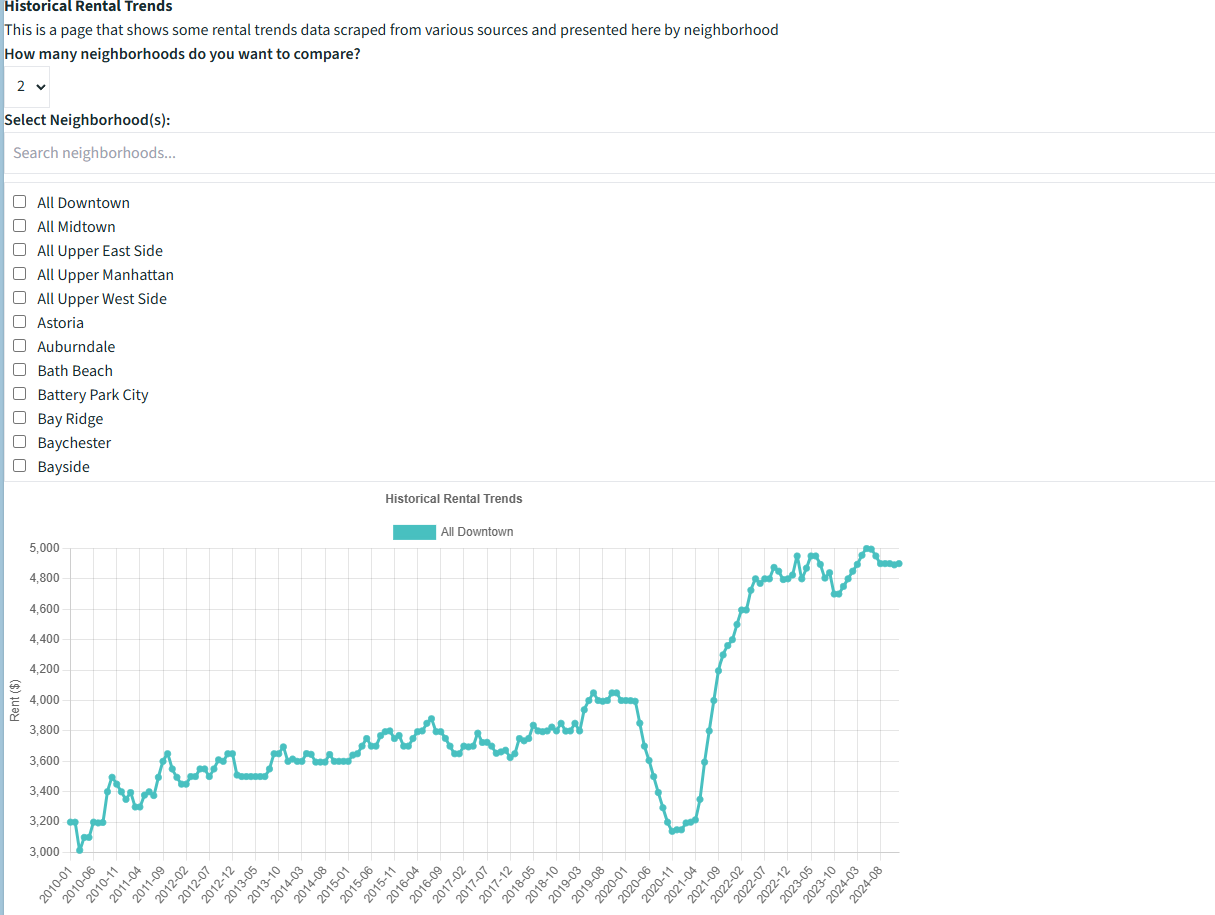 Historical Rental Trends
This is a page that shows some rental trends data scraped from various sources and presented here by neighborhood
How many neighborhoods do you want to compare?
2
Select Neighborhood(s):
Search neighborhoods...
All Downtown
All Midtown
All Upper East Side
All Upper Manhattan
All Upper West Side
Astoria
Auburndale
Bath Beach
Battery Park City
Bay Ridge
Baychester
Bayside
Historical Rental Trends
All Downtown
5,000
4,800
4,600
4,400
4,200
4,000
3,800
3,600
3,400
3,200
3,000
Rent ($)
2010-01
2010-06
2010-11
2011-04
2011-09
2012-02
2012-07
2012-12
2013-05
2013-10
2014-03
2014-08
2015-01
2015-06
2015-11
2016-04
2016-09
2017-02
2017-07
2017-12
2018-05
2018-10
2019-03
2019-08
2020-01
2020-06
2020-11
2021-04
2021-09
2022-02
2022-07
2022-12
2023-05
2023-10
2024-03
2024-08